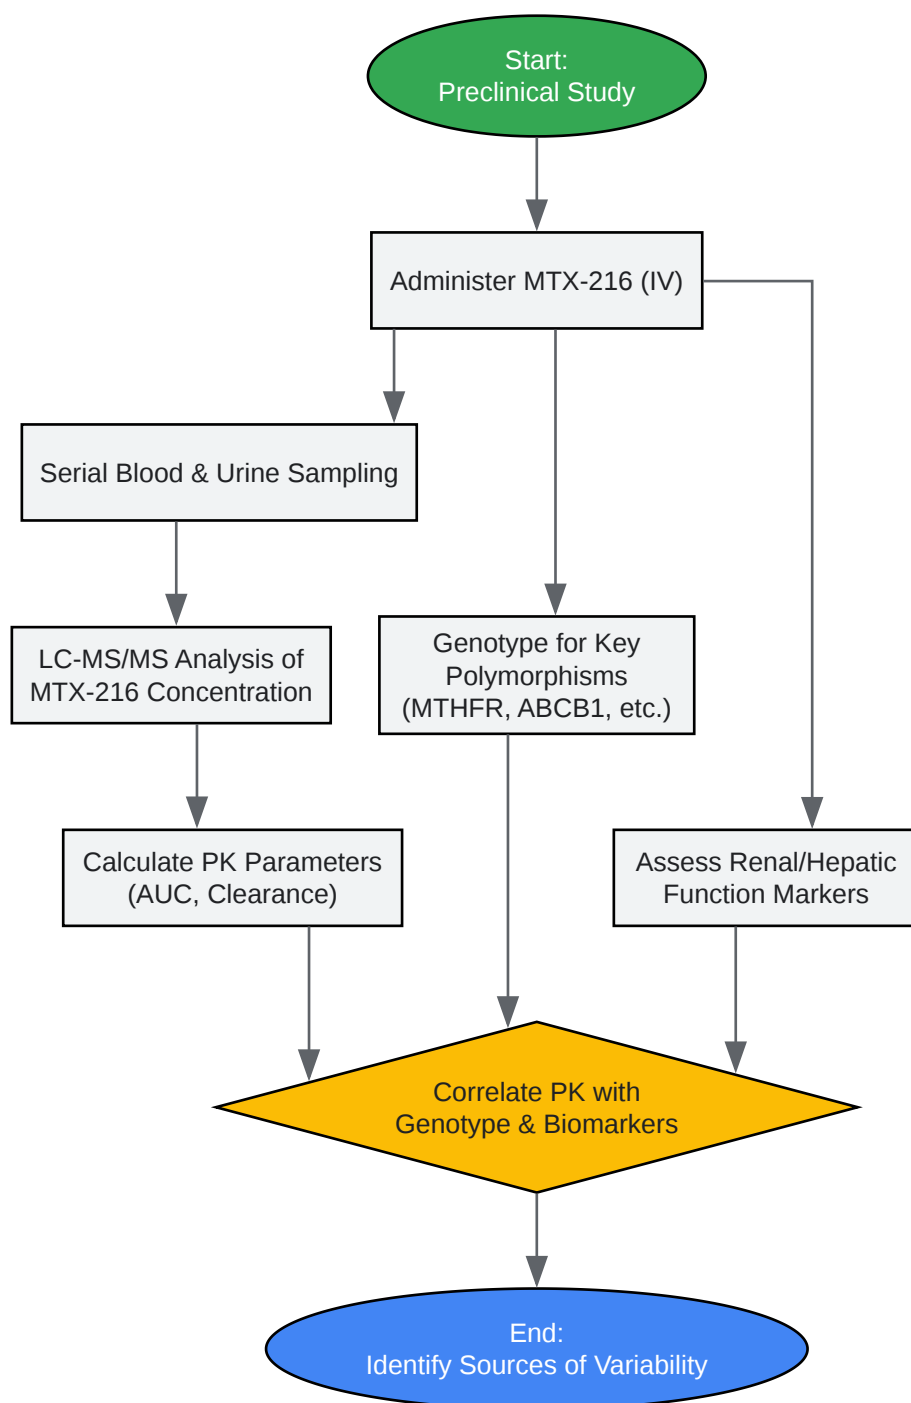 Start:
Preclinical Study
Administer MTX-216 (IV)
Serial Blood & Urine Sampling
LC-MS/MS Analysis of
MTX-216 Concentration
Genotype for Key
Polymorphisms
(MTHFR, ABCB1, etc.)
Calculate PK Parameters
(AUC, Clearance)
Assess Renal/Hepatic
Function Markers
Correlate PK with
Genotype & Biomarkers
End:
Identify Sources of Variability